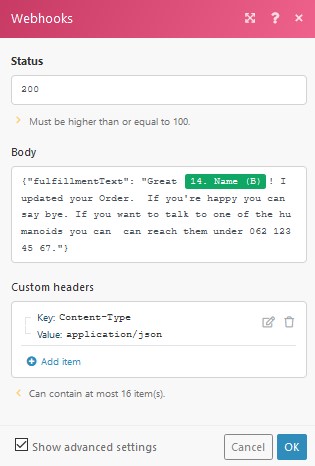 Webhooks
Status
200
Must be higher than or equal to 100.
Body
{"fulfillmentText": "Great 14. Name (B) ! I
updated your Order.  If you're happy you can
say bye. If you want to talk to one of the hu
manoids you can  can reach them under 062 123
45 67."}
Custom headers
Key: Content-Type
Value: application/json
Add item
Can contain at most 16 item(s).
Show advanced settings
Cancel
OK